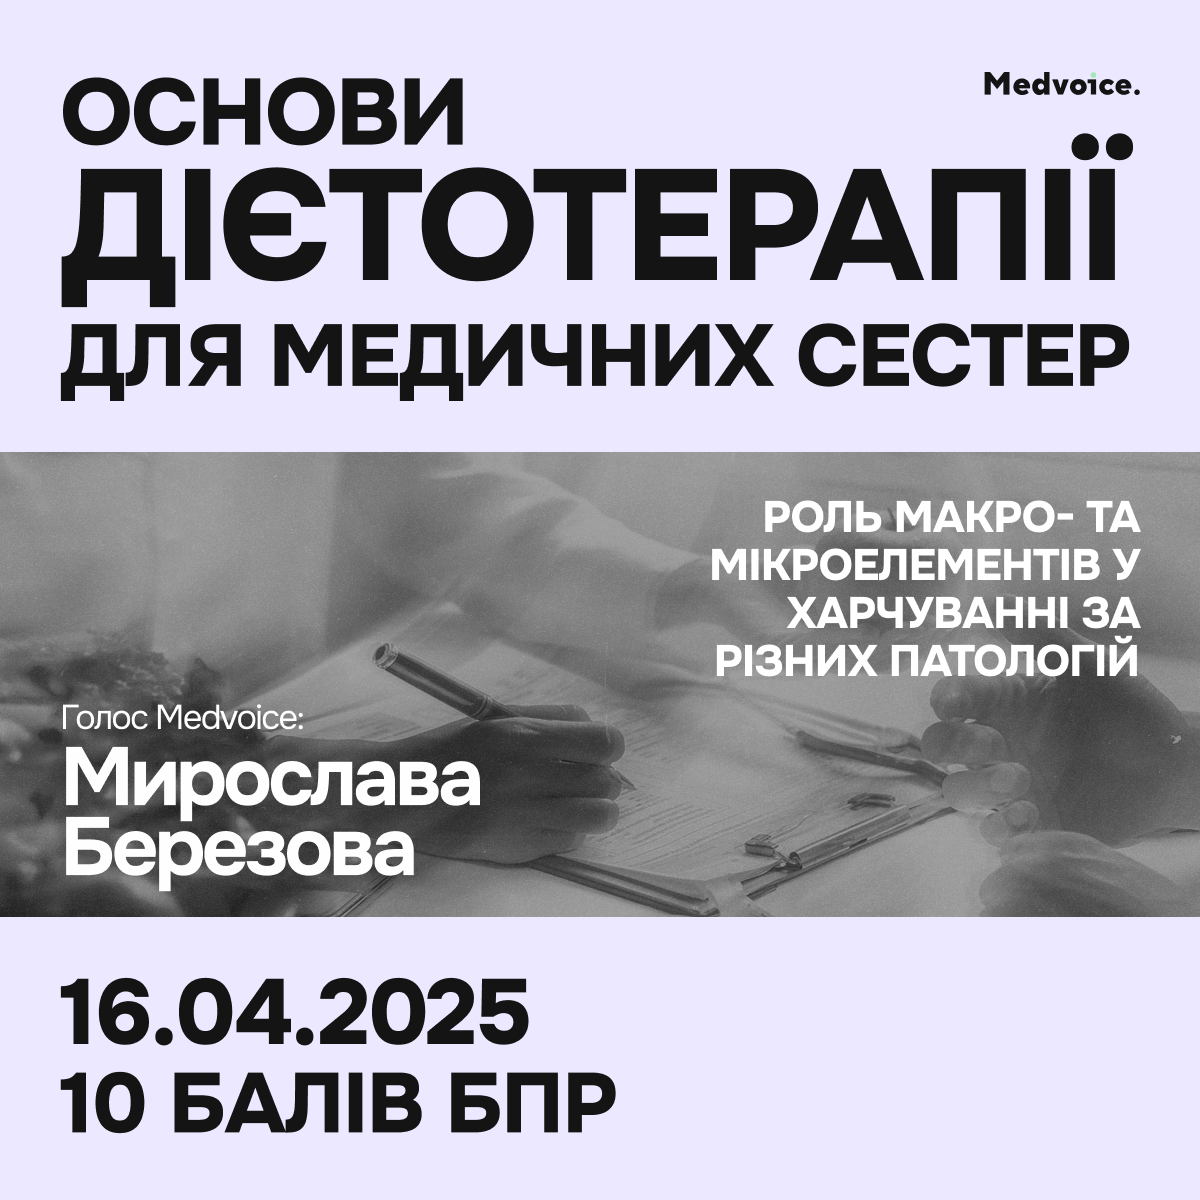 Medvoice.
ОСНОВИ
ДІЄТОТЕРАПІЇ
ДЛЯ МЕДИЧНИХ СЕСТЕР
РОЛЬ МАКРО- ТА
МІКРОЕЛЕМЕНТІВ У
ХАРЧУВАННІ ЗА
РІЗНИХ ПАТОЛОГІЙ
Голос Medvoice:
Мирослава
Березова
16.04.2025
10 БАЛІВ БПР